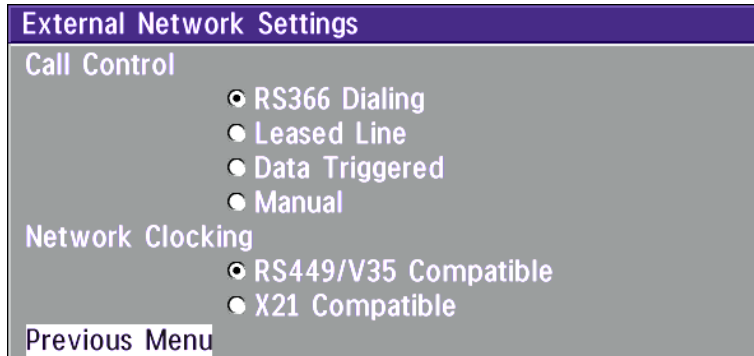 External Network Settings
Call Control
RS366 Dialing
Leased Line
Data Triggered
Manual
Network Clocking
RS449/V35 Compatible
X21 Compatible
Previous Menu